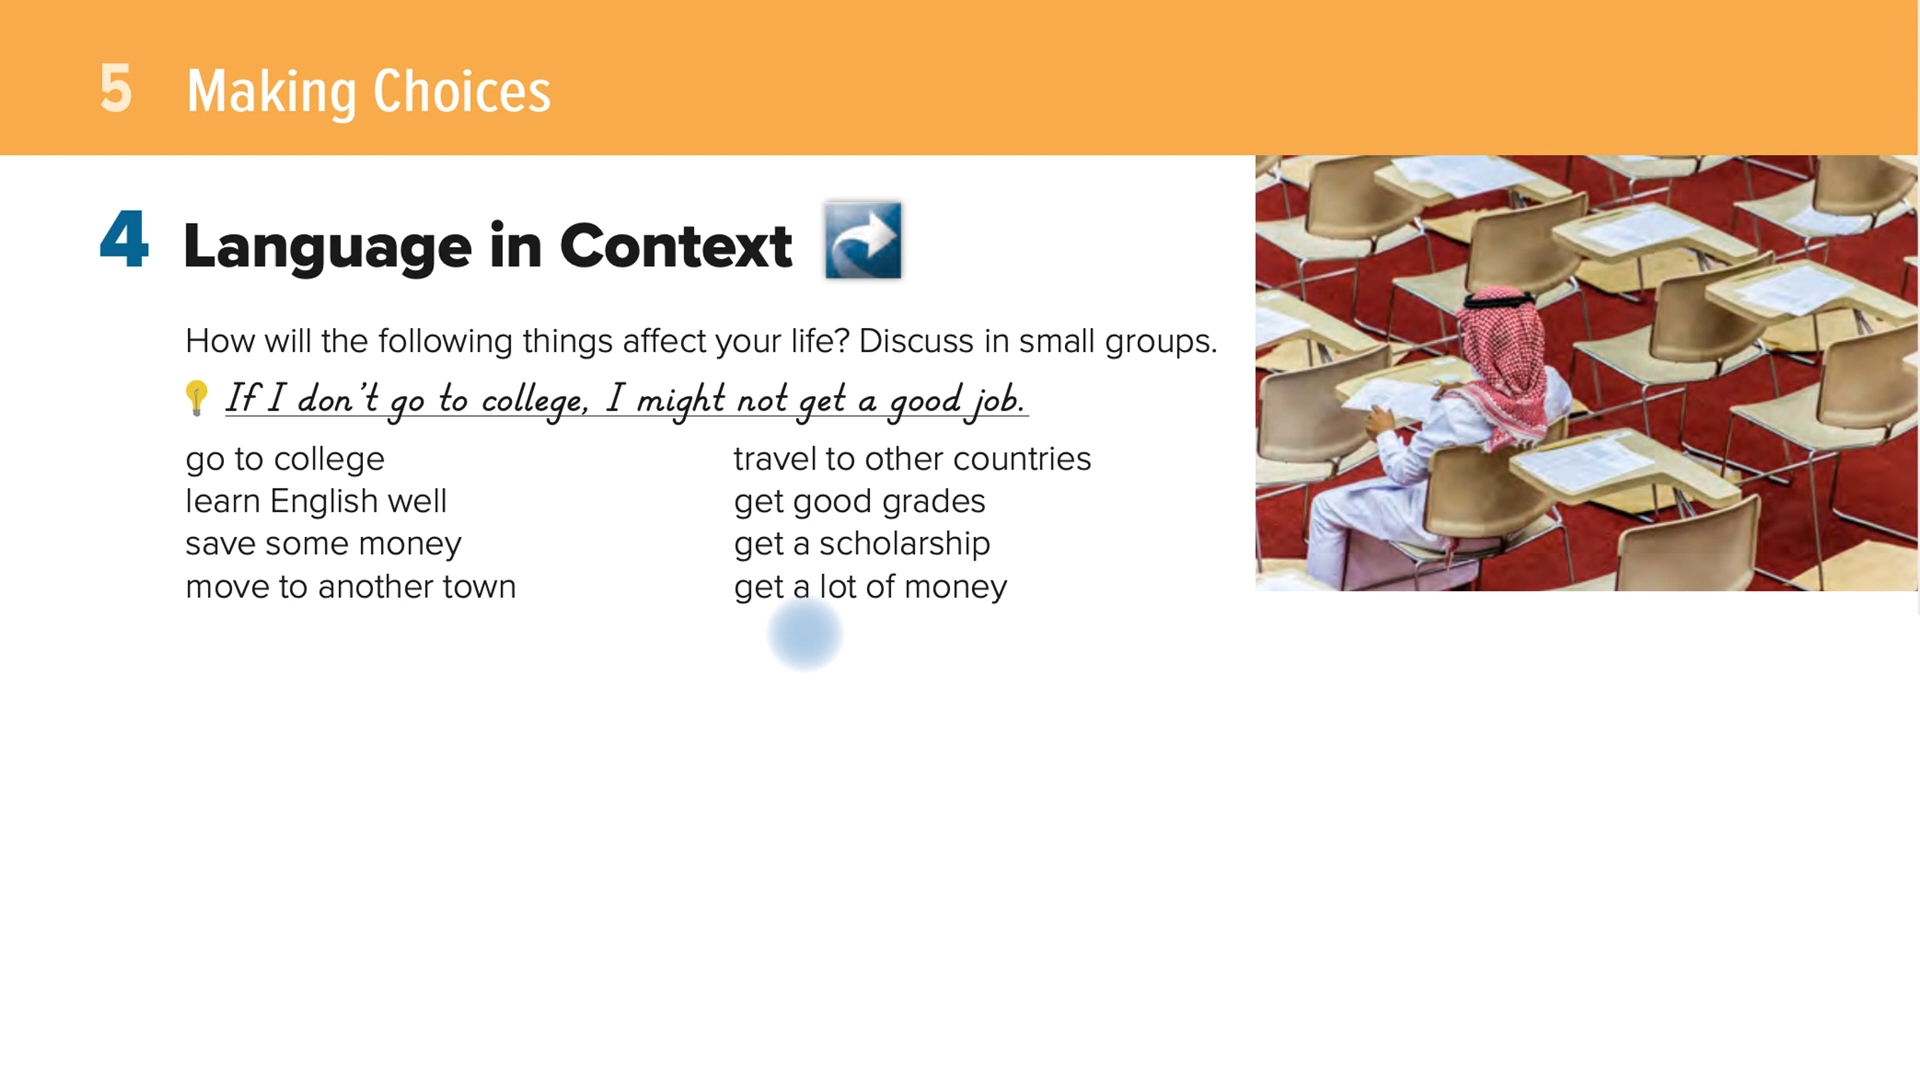 5 Making Choices
4 Language in Context
How will the following things affect your life? Discuss in small groups.
If I don't go to college, I might not get a good job.
go to college
learn English well
save some money
move to another town
travel to other countries
get good grades
get a scholarship
get a lot of money